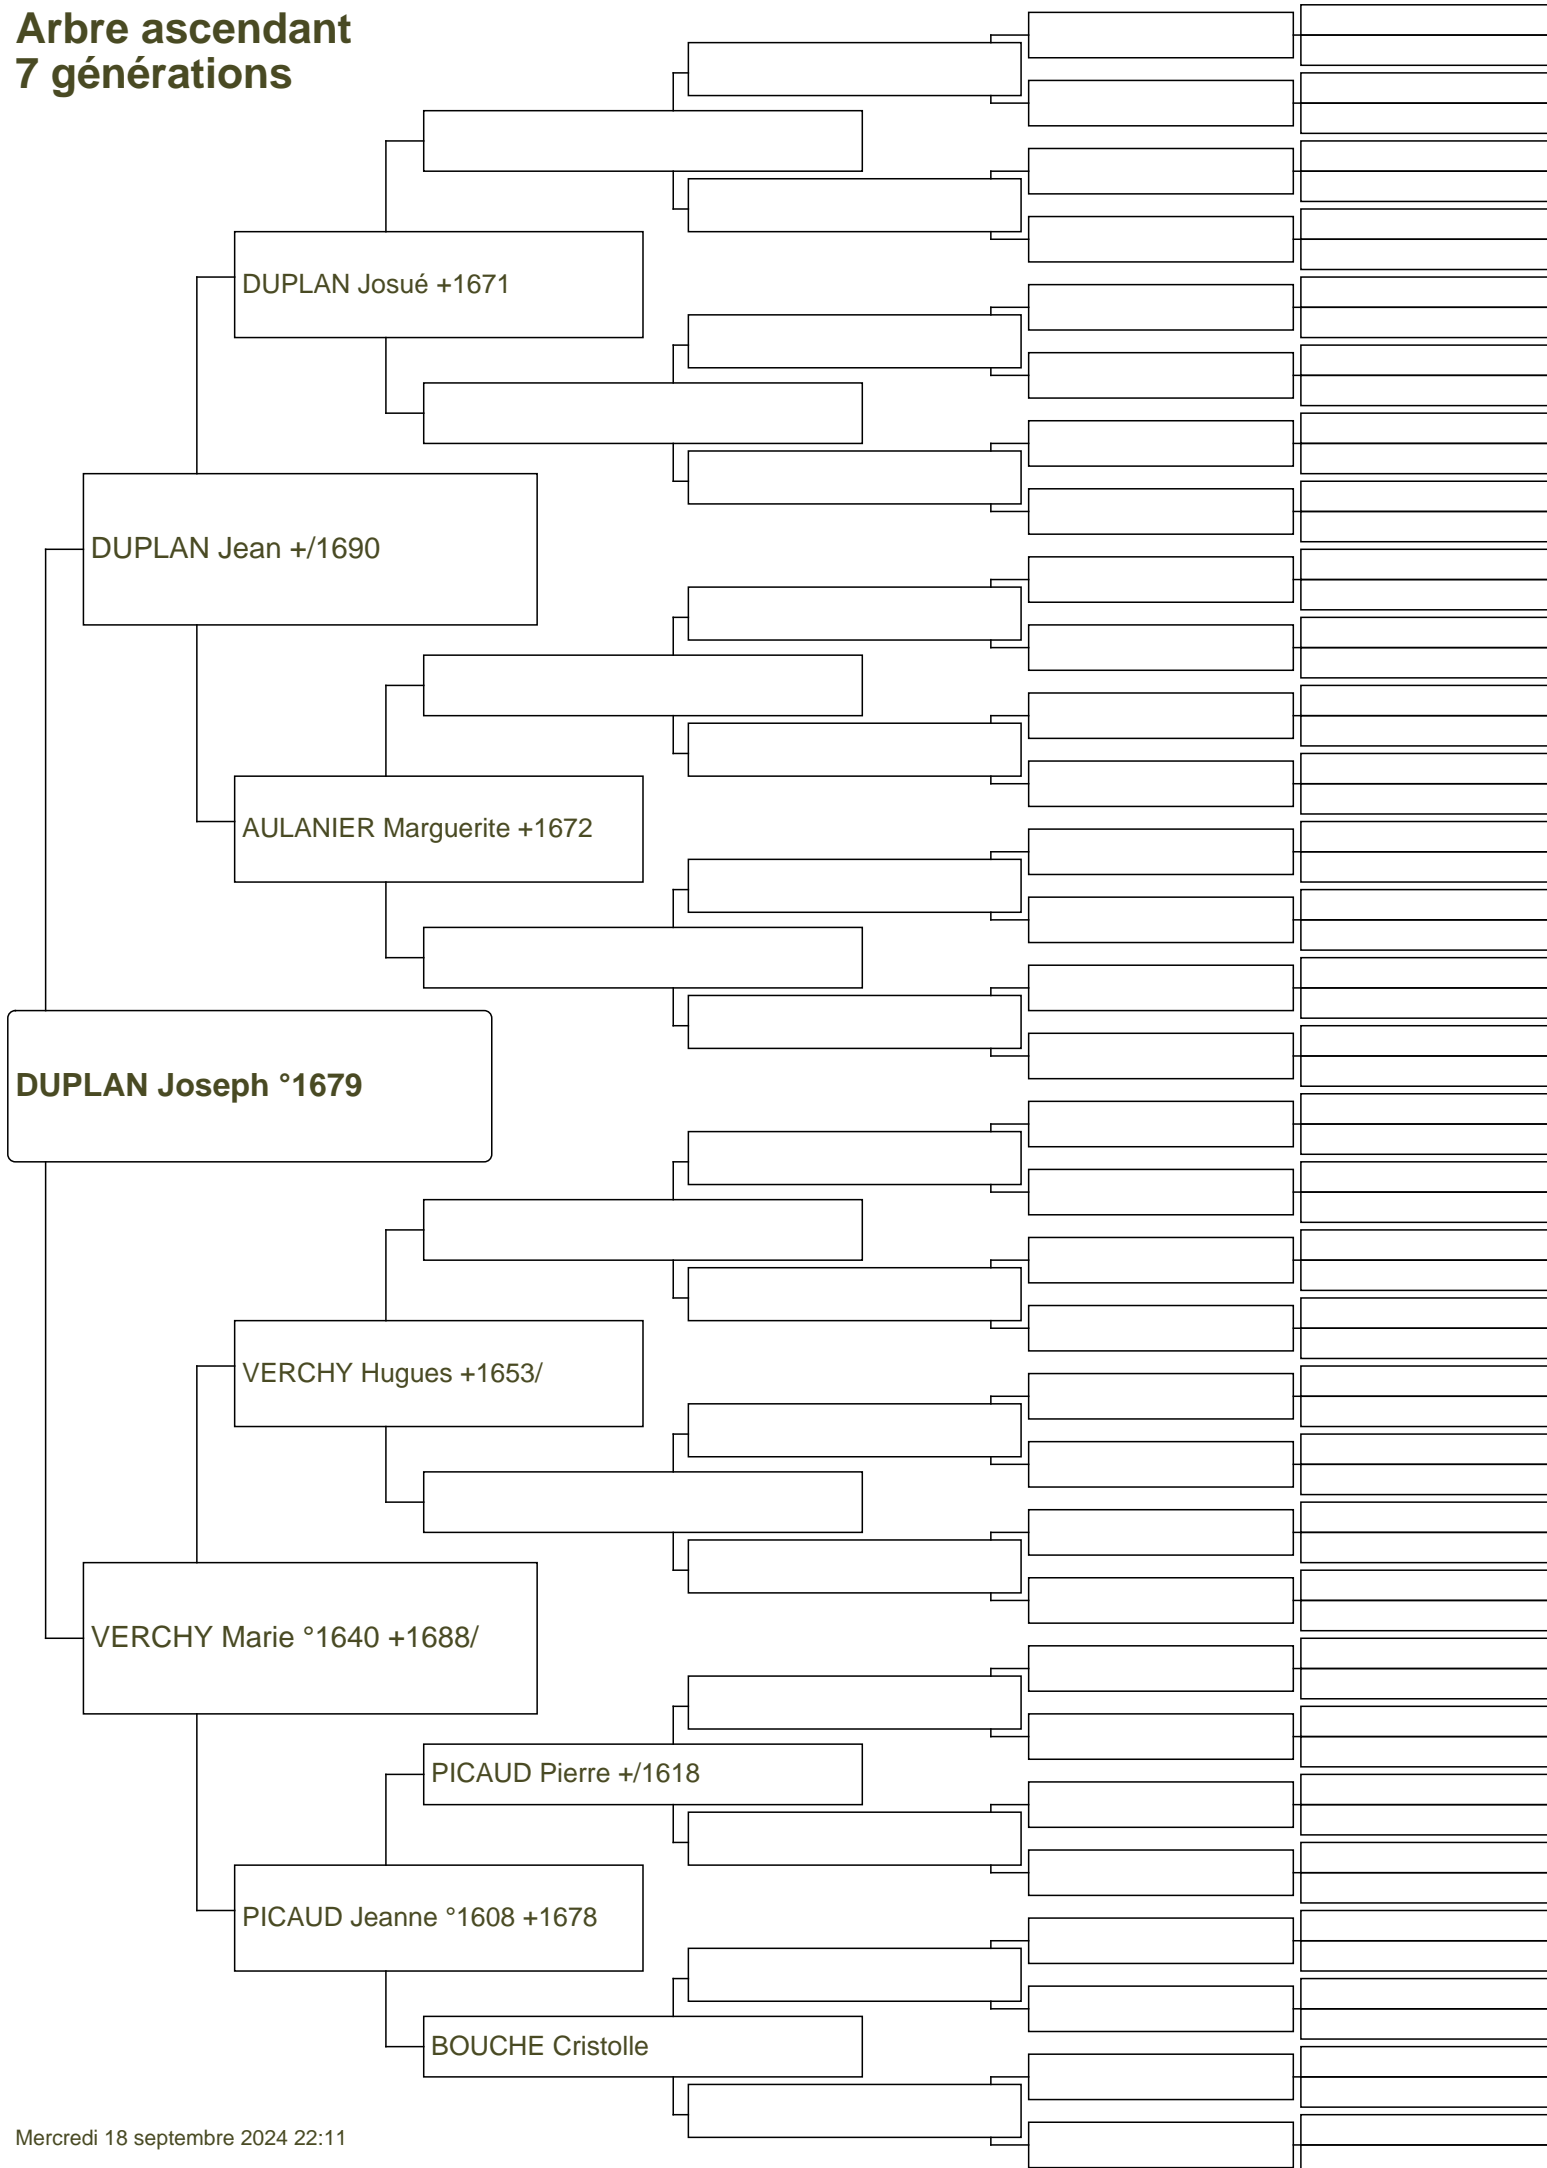 Arbre ascendant
7 générations
DUPLAN Josué +1671
DUPLAN Jean +/1690
AULANIER Marguerite +1672
DUPLAN Joseph °1679
VERCHY Hugues +1653/
VERCHY Marie °1640 +1688/
PICAUD Pierre +/1618
PICAUD Jeanne °1608 +1678
BOUCHE Cristolle
Mercredi 18 septembre 2024 22:11